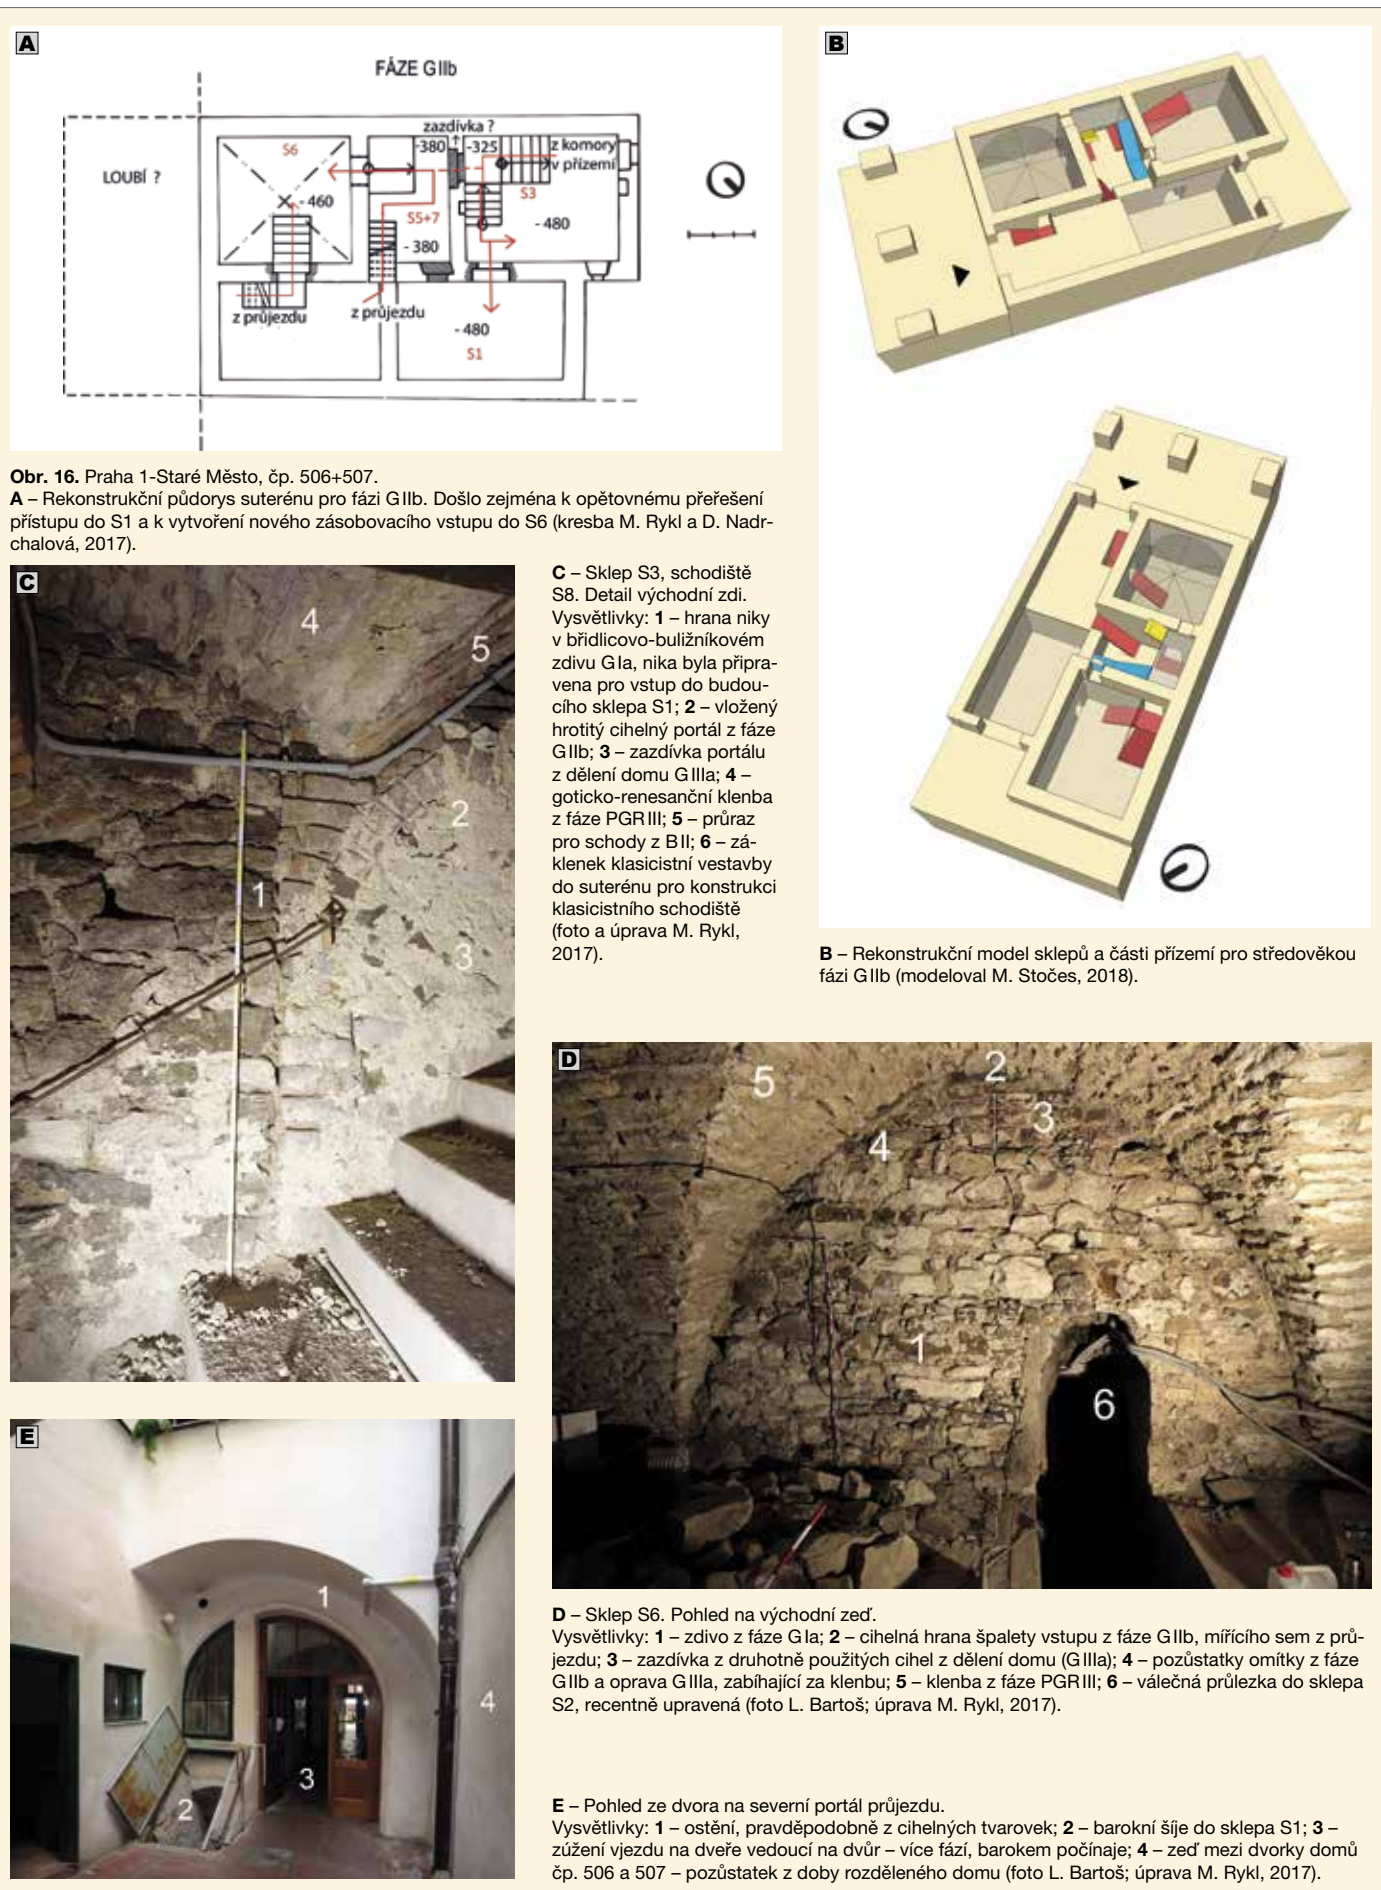 A
FÁZE GIIb
zazdívka ?
S6
-380
-325
z komory
v přízemí
LOUBÍ ?
- 460
S3
S5+7
- 480
- 380
z průjezdu
z průjezdu
- 480
S1
B
Obr. 16. Praha 1-Staré Město, čp. 506+507.
A – Rekonstrukční půdorys suterénu pro fázi GIIb. Došlo zejména k opětovnému přeřešení
přístupu do S1 a k vytvoření nového zásobovacího vstupu do S6 (kresba M. Rykl a D. Nadr-
chalová, 2017).
C
4
5
2
1
3
C – Sklep S3, schodiště
S8. Detail východní zdi.
Vysvětlivky: 1 – hrana niky
v břidlicovo-buližníkovém
zdivu GIa, nika byla připra-
vena pro vstup do budou-
cího sklepa S1; 2 – vložený
hrotitý cihelný portál z fáze
GIIb; 3 – zazdívka portálu
z dělení domu GIIIa; 4 –
goticko-renesanční klenba
z fáze PGRIII; 5 – průraz
pro schody z BII; 6 – zá-
klenek klasicistní vestavby
do suterénu pro konstrukci
klasicistního schodiště
(foto a úprava M. Rykl,
2017).
B – Rekonstrukční model sklepů a části přízemí pro středověkou
fázi GIIb (modeloval M. Stočes, 2018).
D
5
2
3
4
1
6
D – Sklep S6. Pohled na východní zeď.
Vysvětlivky: 1 – zdivo z fáze GIa; 2 – cihelná hrana špalety vstupu z fáze GIIb, mířícího sem z prů-
jezdu; 3 – zazdívka z druhotně použitých cihel z dělení domu (GIIIa); 4 – pozůstatky omítky z fáze
GIIb a oprava GIIIa, zabíhající za klenbu; 5 – klenba z fáze PGRIII; 6 – válečná průlezka do sklepa
S2, recentně upravená (foto L. Bartoš; úprava M. Rykl, 2017).
E
1
4
3
2
E – Pohled ze dvora na severní portál průjezdu.
Vysvětlivky: 1 – ostění, pravděpodobně z cihelných tvarovek; 2 – barokní šíje do sklepa S1; 3 –
zúžení vjezdu na dveře vedoucí na dvůr – více fází, barokem počínaje; 4 – zeď mezi dvorky domů
čp. 506 a 507 – pozůstatek z doby rozděleného domu (foto L. Bartoš; úprava M. Rykl, 2017).